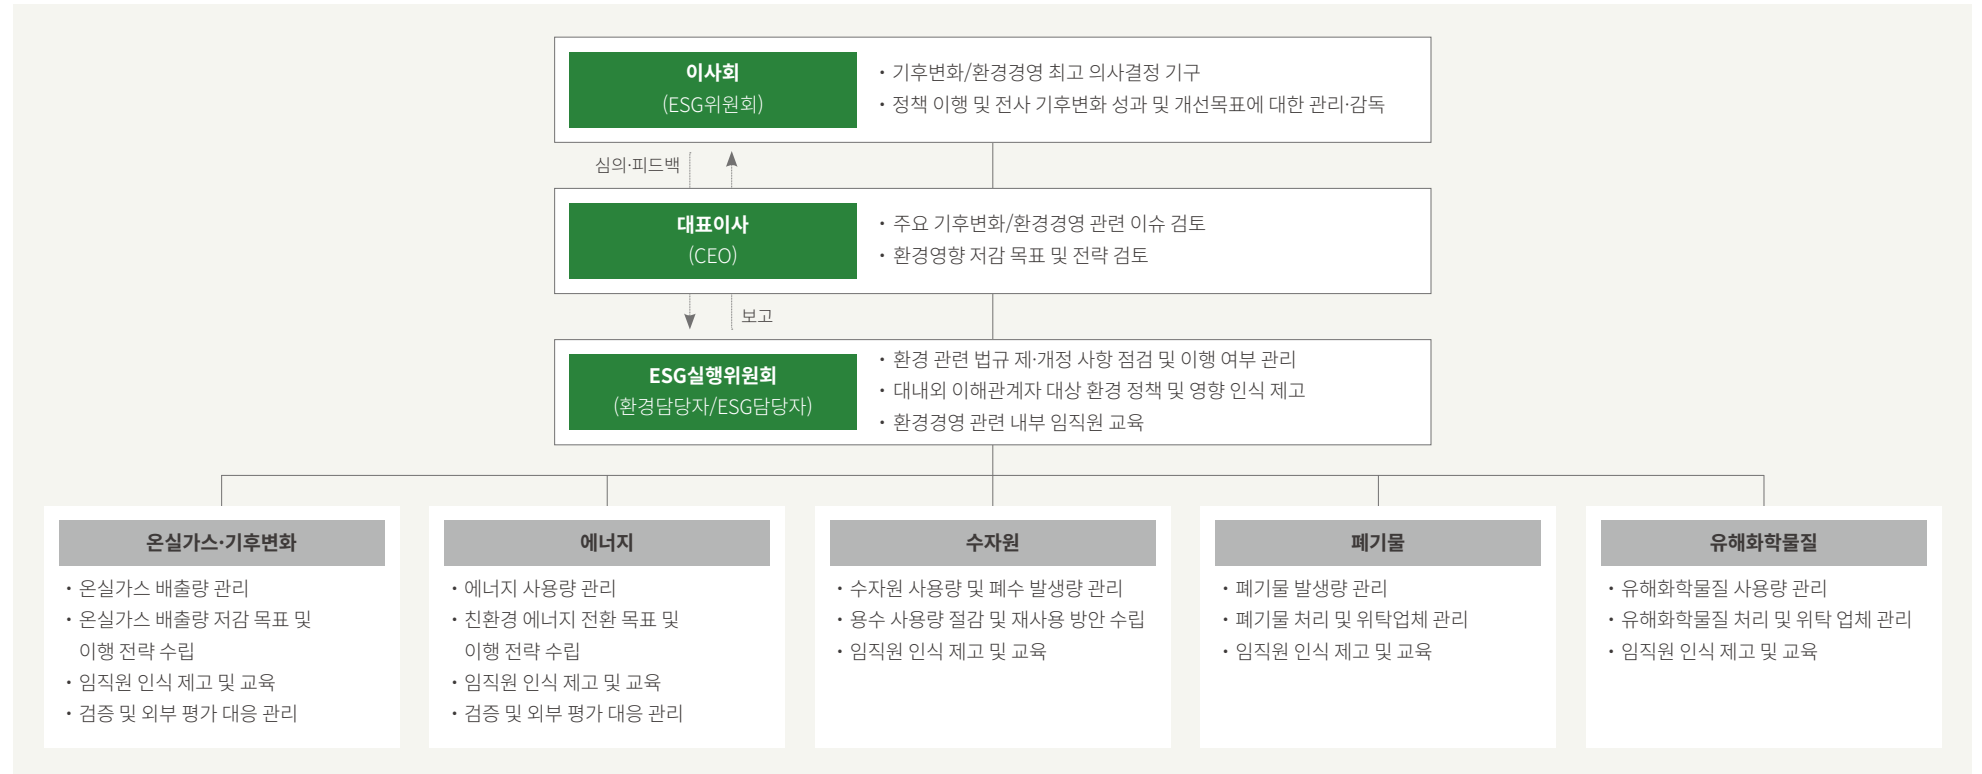 이사회
(ESG위원회)
· 기후변화/환경경영 최고 의사결정 기구
· 정책 이행 및 전사 기후변화 성과 및 개선목표에 대한 관리·감독
심의·피드백
대표이사
(CEO)
· 주요 기후변화/환경경영 관련 이슈 검토
· 환경영향 저감 목표 및 전략 검토
보고
ESG실행위원회
(환경담당자/ESG담당자)
· 환경 관련 법규 제·개정 사항 점검 및 이행 여부 관리
· 대내외 이해관계자 대상 환경 정책 및 영향 인식 제고
· 환경경영 관련 내부 임직원 교육
온실가스·기후변화
· 온실가스 배출량 관리
· 온실가스 배출량 저감 목표 및
이행 전략 수립
· 임직원 인식 제고 및 교육
· 검증 및 외부 평가 대응 관리
에너지
· 에너지 사용량 관리
· 친환경 에너지 전환 목표 및
이행 전략 수립
· 임직원 인식 제고 및 교육
· 검증 및 외부 평가 대응 관리
수자원
· 수자원 사용량 및 폐수 발생량 관리
· 용수 사용량 절감 및 재사용 방안 수립
· 임직원 인식 제고 및 교육
폐기물
· 폐기물 발생량 관리
· 폐기물 처리 및 위탁업체 관리
· 임직원 인식 제고 및 교육
유해화학물질
· 유해화학물질 사용량 관리
· 유해화학물질 처리 및 위탁 업체 관리
· 임직원 인식 제고 및 교육